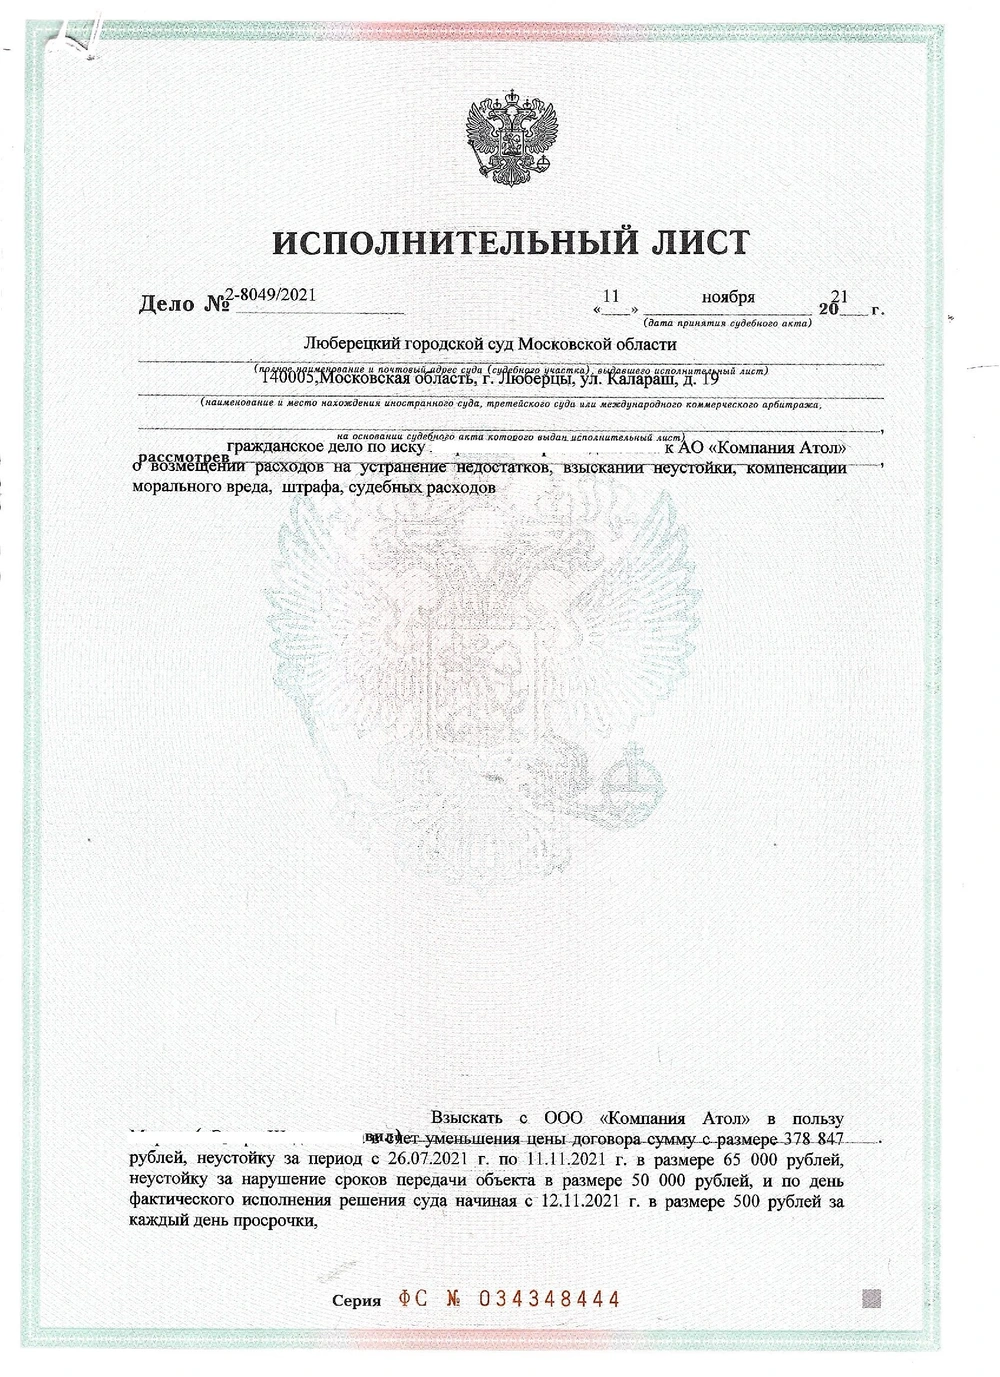 ИСПОЛНИТЕЛЬНЫЙ ЛИСТ
Дело № 2-8049/2021 « 11 » ноября 20 21 г.
(дата принятия судебного акта)
Люберецкий городской суд Московской области
(полное наименование и почтовый адрес суда (судебного участка), выдавшего исполнительный лист)
140005,Московская область, г. Люберцы, ул. Калараш, д. 19
(наименование и место нахождения иностранного суда, третейского суда или международного коммерческого арбитража,
на основании судебного акта которого выдан исполнительный лист)
рассмотрев гражданское дело по иску к АО «Компания Атол»
о возмещении расходов на устранение недостатков, взыскании неустойки, компенсации
морального вреда, штрафа, судебных расходов
Взыскать с ООО «Компания Атол» в пользу
в счет уменьшения цены договора сумму с размере 378 847
рублей, неустойку за период с 26.07.2021 г. по 11.11.2021 г. в размере 65 000 рублей,
неустойку за нарушение сроков передачи объекта в размере 50 000 рублей, и по день
фактического исполнения решения суда начиная с 12.11.2021 г. в размере 500 рублей за
каждый день просрочки,
Серия ФС № 034348444